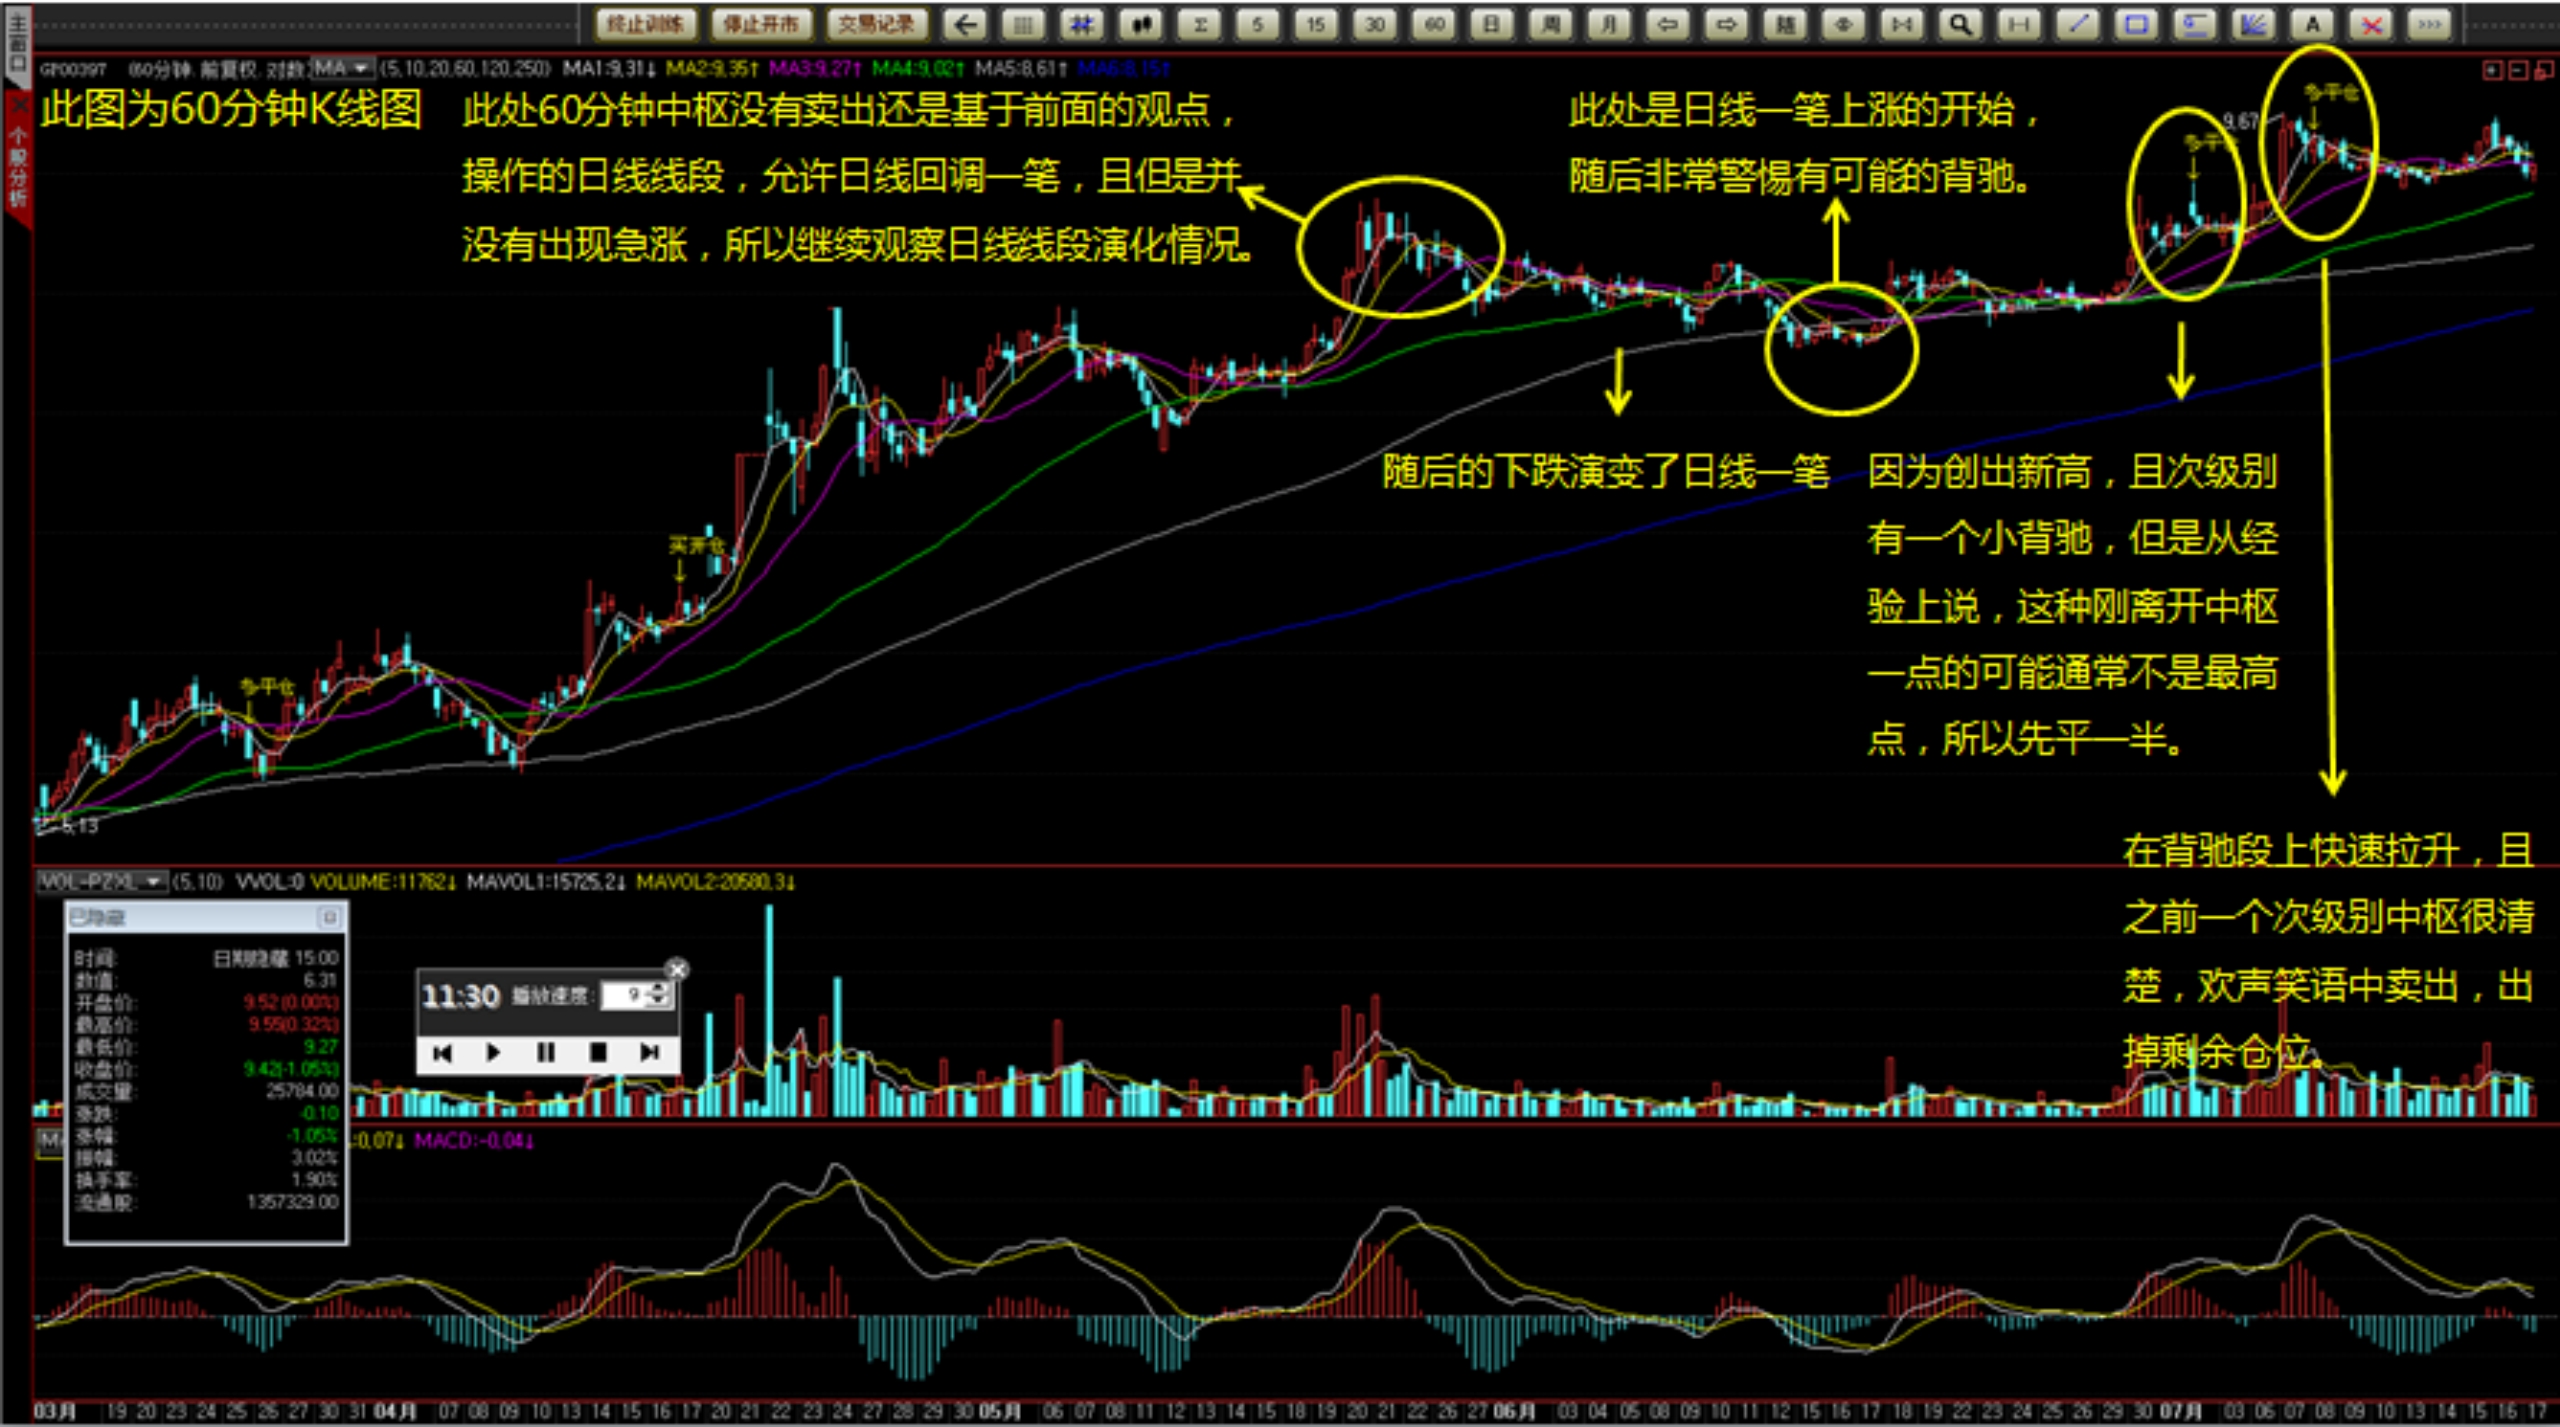 主窗口
终止训练 停止开市 交易记录 Σ 5 15 30 60 日 周 月 随 A
GP00397 (60分钟. 前复权. 对数) MA (5,10,20,60,120,250) MA1:9.31↓ MA2:9.35↑ MA3:9.27↑ MA4:9.02↑ MA5:8.61↑ MA6:8.15↑
个股分析
此图为60分钟K线图
此处60分钟中枢没有卖出还是基于前面的观点，
操作的日线线段，允许日线回调一笔，且但是并
没有出现急涨，所以继续观察日线线段演化情况。
此处是日线一笔上涨的开始，
随后非常警惕有可能的背驰。
多平仓
9.67
多平仓
随后的下跌演变了日线一笔
因为创出新高，且次级别
有一个小背驰，但是从经
验上说，这种刚离开中枢
一点的可能通常不是最高
点，所以先平一半。
买开仓
多平仓
6.13
在背驰段上快速拉升，且
之前一个次级别中枢很清
楚，欢声笑语中卖出，出
掉剩余仓位。
VOL-PZXL (5,10) VVOL:0 VOLUME:11762↓ MAVOL1:15725.2↓ MAVOL2:20580.3↓
已隐藏
时间: 日期隐藏 15:00
数值: 6.31
开盘价: 9.52 (0.00%)
最高价: 9.55(0.32%)
最低价: 9.27
收盘价: 9.42(-1.05%)
成交量: 25784.00
涨跌: -0.10
涨幅: -1.05%
振幅: 3.02%
换手率: 1.90%
流通股: 1357329.00
11:30 播放速度: 9
:0.07↓ MACD:-0.04↓
03月 19 20 23 24 25 26 27 30 31 04月 07 08 09 10 13 14 15 16 17 20 21 22 23 24 27 28 29 30 05月 06 07 08 11 12 13 14 15 18 19 20 21 22 26 27 06月 03 04 05 08 09 10 11 12 15 16 17 18 19 22 23 24 25 26 29 30 07月 03 06 07 08 09 10 13 14 15 16 17